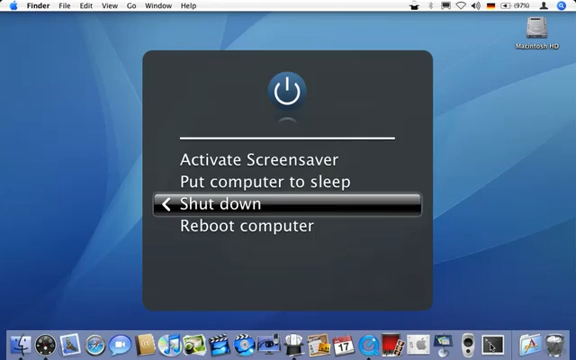 Finder File Edit View Go Window Help (97%)
Macintosh HD
Activate Screensaver
Put computer to sleep
Shut down
Reboot computer
17